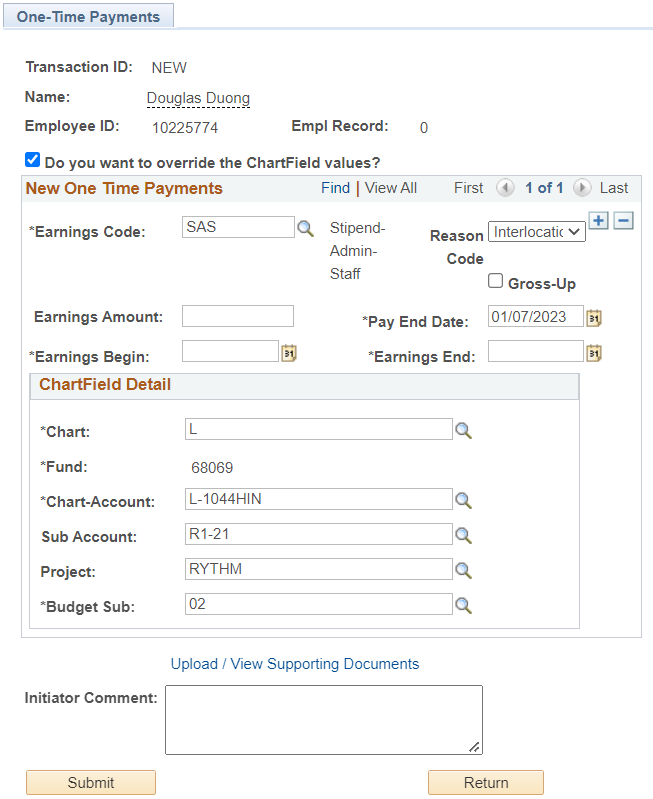 One-Time Payments
Transaction ID: NEW
Name: Douglas Duong
Employee ID: 10225774 Empl Record: 0
Do you want to override the ChartField values?
New One Time Payments Find | View All First 1 of 1 Last
*Earnings Code: SAS Stipend-Admin-Staff Reason Code Interlocatic
Gross-Up
Earnings Amount: *Pay End Date: 01/07/2023
*Earnings Begin: *Earnings End:
ChartField Detail
*Chart: L
*Fund: 68069
*Chart-Account: L-1044HIN
Sub Account: R1-21
Project: RYTHM
*Budget Sub: 02
Upload / View Supporting Documents
Initiator Comment:
Submit Return